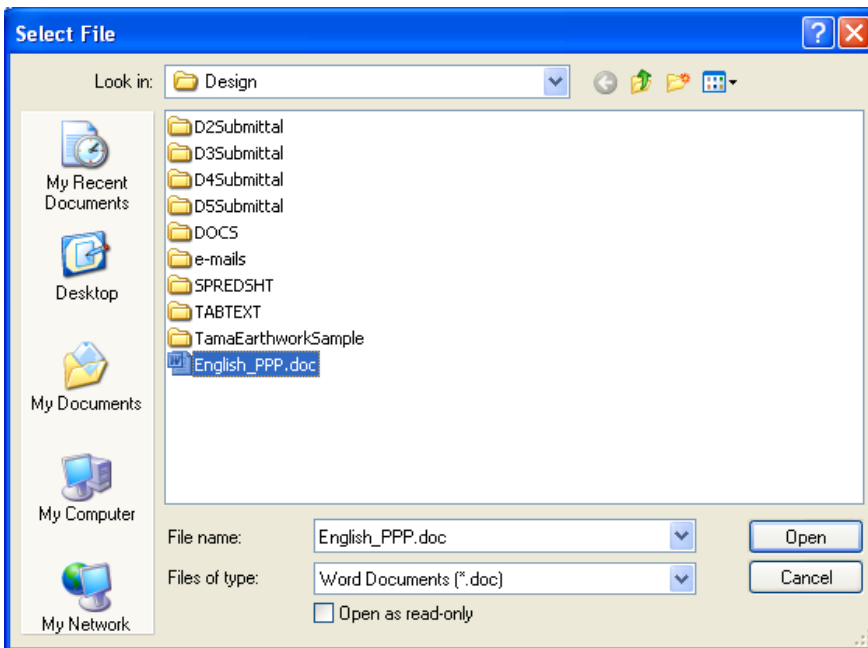 Select File
Look in: Design
My Recent
Documents
Desktop
My Documents
My Computer
My Network
D2Submittal
D3Submittal
D4Submittal
D5Submittal
DOCS
e-mails
SPREDSHT
TABTEXT
TamaEarthworkSample
English_PPP.doc
File name: English_PPP.doc Open
Files of type: Word Documents (*.doc) Cancel
Open as read-only